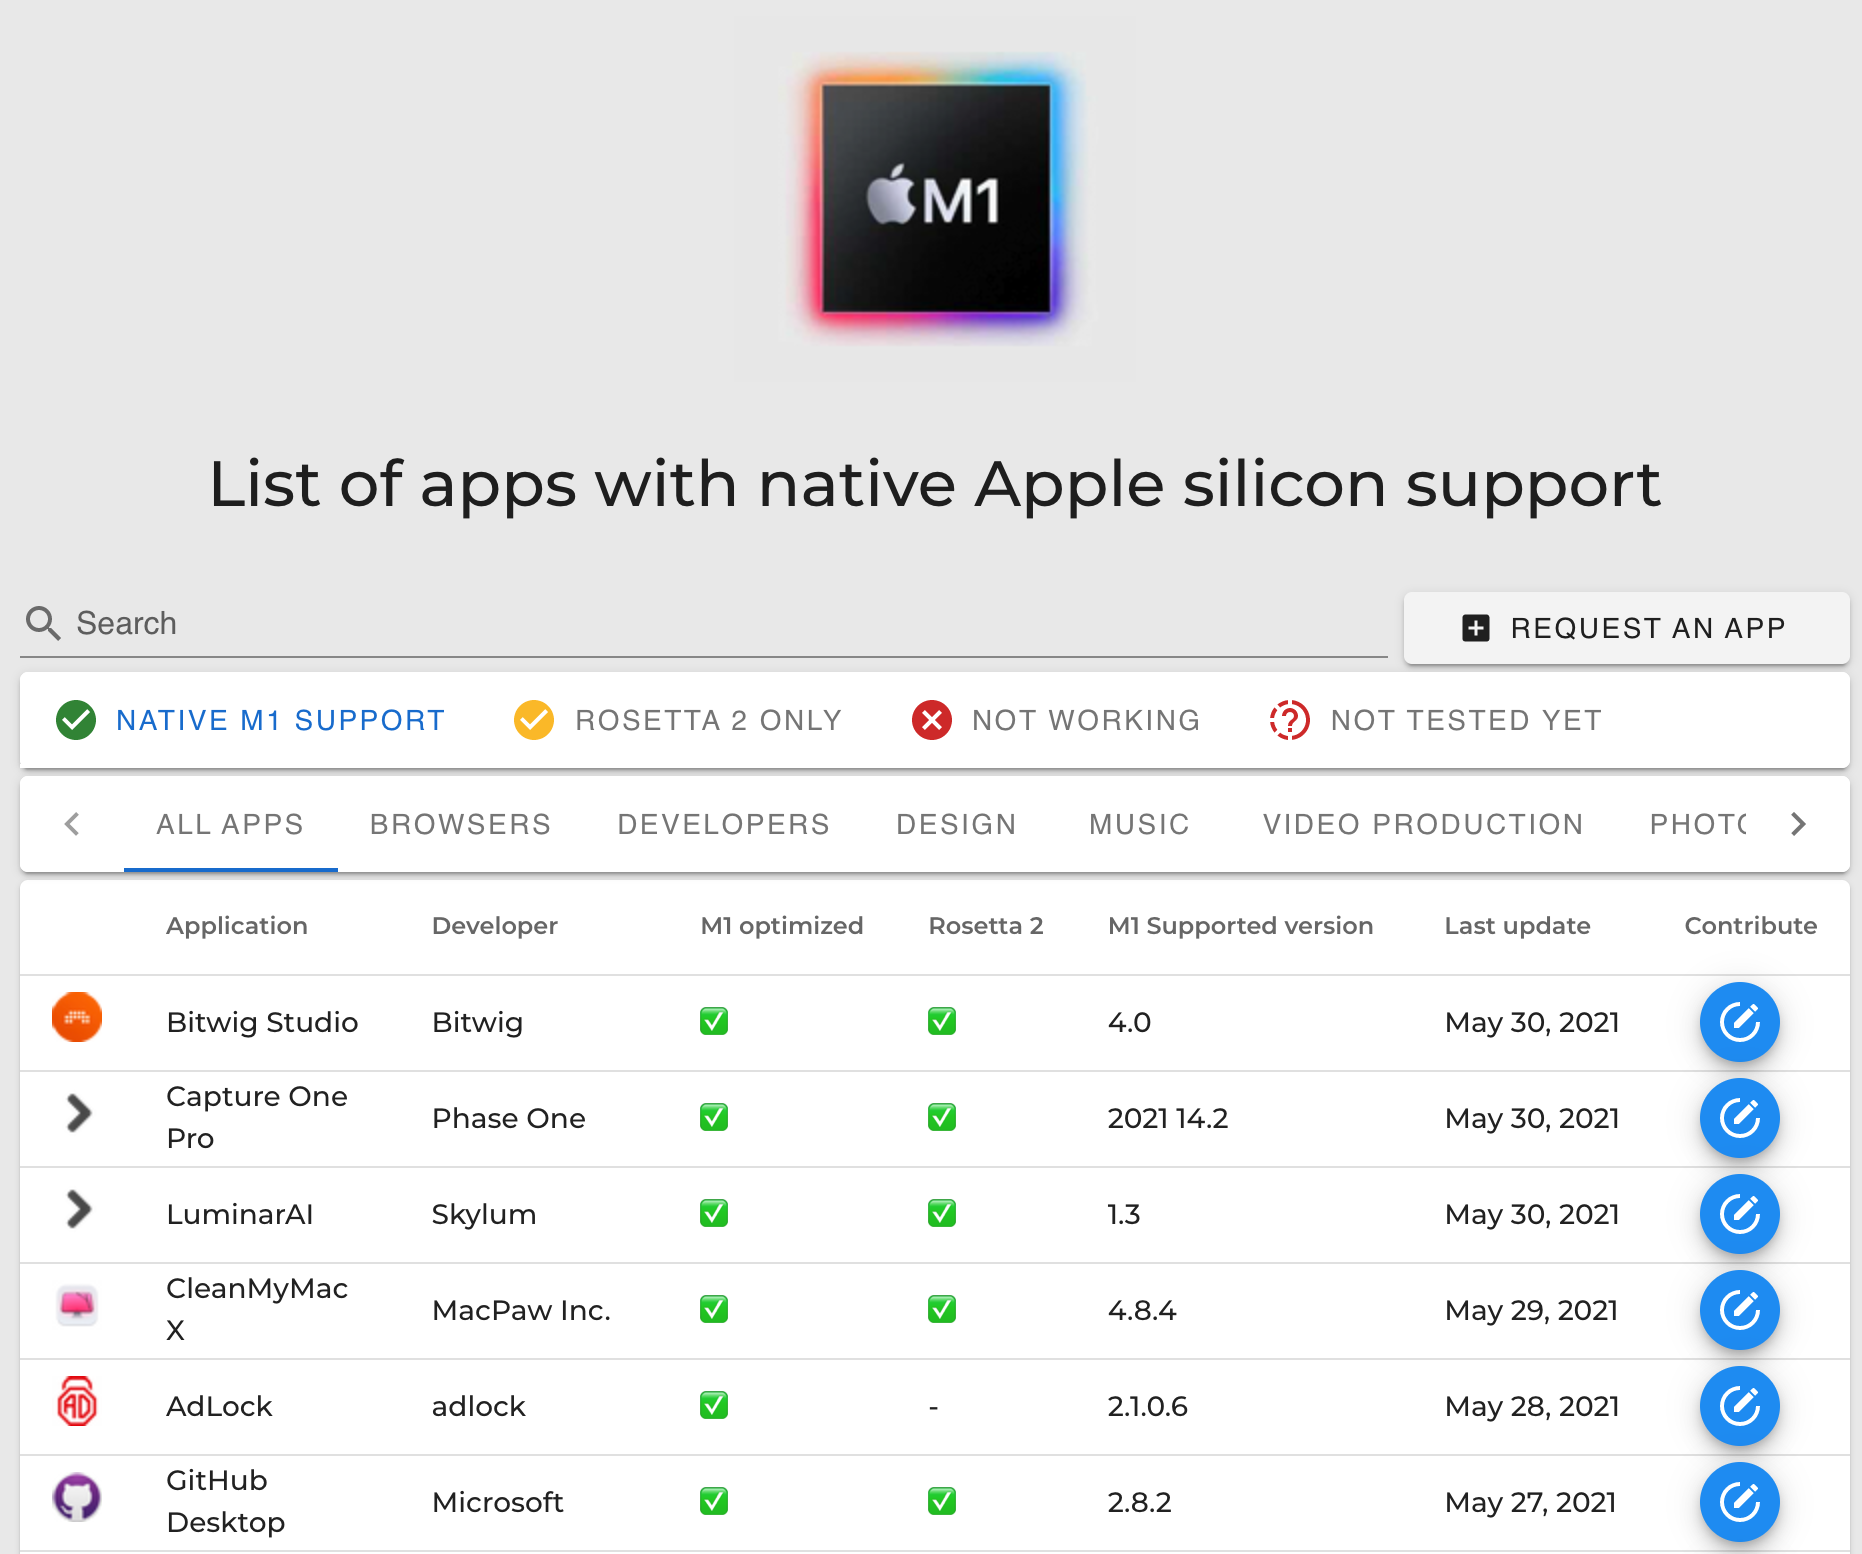 M1
List of apps with native Apple silicon support
Search
REQUEST AN APP
NATIVE M1 SUPPORT ROSETTA 2 ONLY NOT WORKING NOT TESTED YET
ALL APPS BROWSERS DEVELOPERS DESIGN MUSIC VIDEO PRODUCTION PHOTO
Application Developer M1 optimized Rosetta 2 M1 Supported version Last update Contribute
Bitwig Studio Bitwig ✅ ✅ 4.0 May 30, 2021
Capture One
Pro
Phase One ✅ ✅ 2021 14.2 May 30, 2021
LuminarAI Skylum ✅ ✅ 1.3 May 30, 2021
CleanMyMac
X
MacPaw Inc. ✅ ✅ 4.8.4 May 29, 2021
AD
AdLock adlock ✅ - 2.1.0.6 May 28, 2021
GitHub
Desktop
Microsoft ✅ ✅ 2.8.2 May 27, 2021